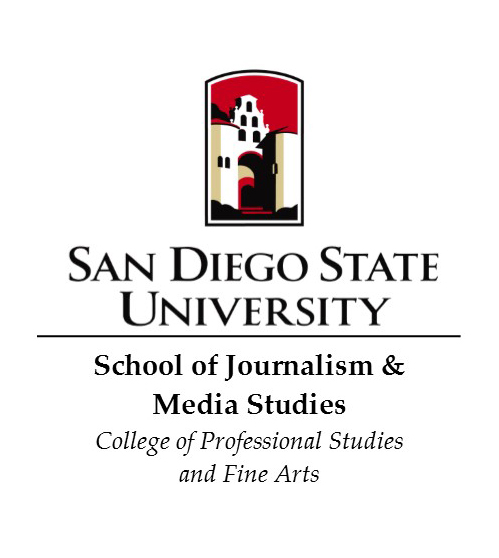 SAN DIEGO STATE
UNIVERSITY
School of Journalism &
Media Studies
College of Professional Studies
and Fine Arts